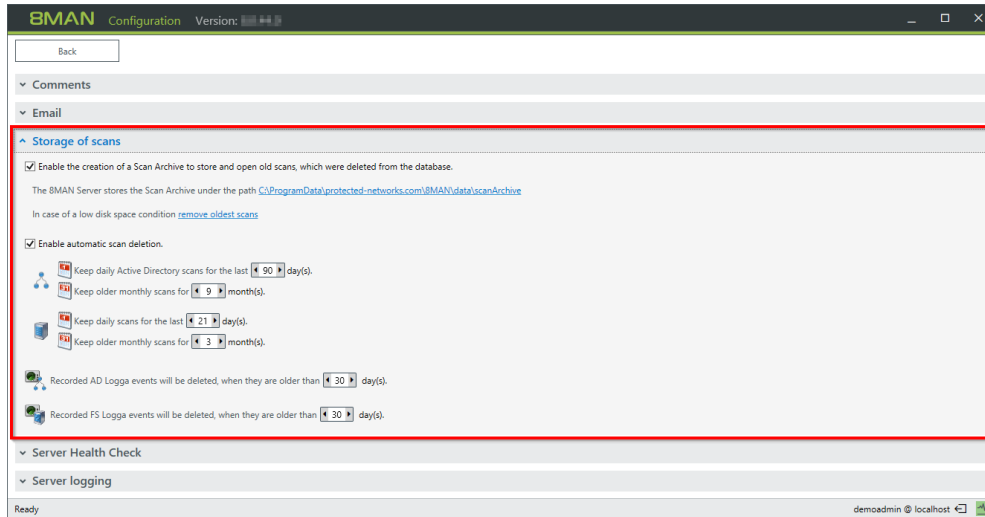 8MAN Configuration Version:
Back
Comments
Email
Storage of scans
Enable the creation of a Scan Archive to store and open old scans, which were deleted from the database.
The 8MAN Server stores the Scan Archive under the path C:\ProgramData\protected-networks.com\8MAN\data\scanArchive
In case of a low disk space condition remove oldest scans
Enable automatic scan deletion.
Keep daily Active Directory scans for the last 90 day(s).
Keep older monthly scans for 9 month(s).
Keep daily scans for the last 21 day(s).
Keep older monthly scans for 3 month(s).
Recorded AD Logga events will be deleted, when they are older than 30 day(s).
Recorded FS Logga events will be deleted, when they are older than 30 day(s).
Server Health Check
Server logging
Ready demoadmin @ localhost